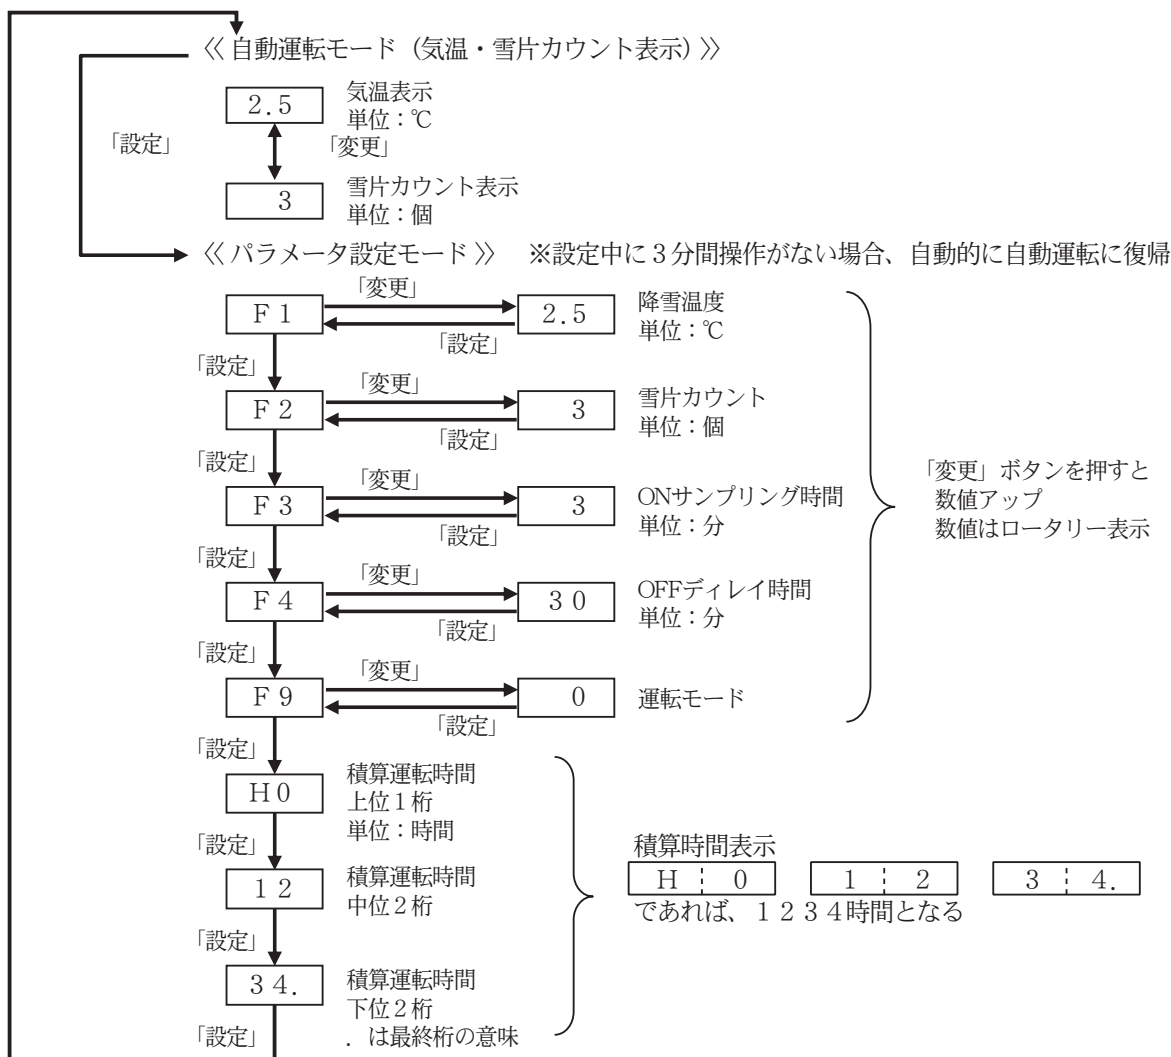 《 自動運転モード（気温・雪片カウント表示）》
2.5
気温表示
単位：℃
「設定」
「変更」
3
雪片カウント表示
単位：個
《 パラメータ設定モード 》 ※設定中に３分間操作がない場合、自動的に自動運転に復帰
Ｆ１
「変更」
「設定」
2.5
降雪温度
単位：℃
「設定」
Ｆ２
「変更」
「設定」
3
雪片カウント
単位：個
「設定」
Ｆ３
「変更」
「設定」
3
ONサンプリング時間
単位：分
「設定」
Ｆ４
「変更」
「設定」
３０
OFFディレイ時間
単位：分
「設定」
Ｆ９
「変更」
「設定」
0
運転モード
「変更」ボタンを押すと
数値アップ
数値はロータリー表示
「設定」
Ｈ０
積算運転時間
上位１桁
単位：時間
「設定」
１２
積算運転時間
中位２桁
「設定」
３４.
積算運転時間
下位２桁
．は最終桁の意味
「設定」
積算時間表示
Ｈ ０ １ ２ ３ ４.
であれば、１２３４時間となる